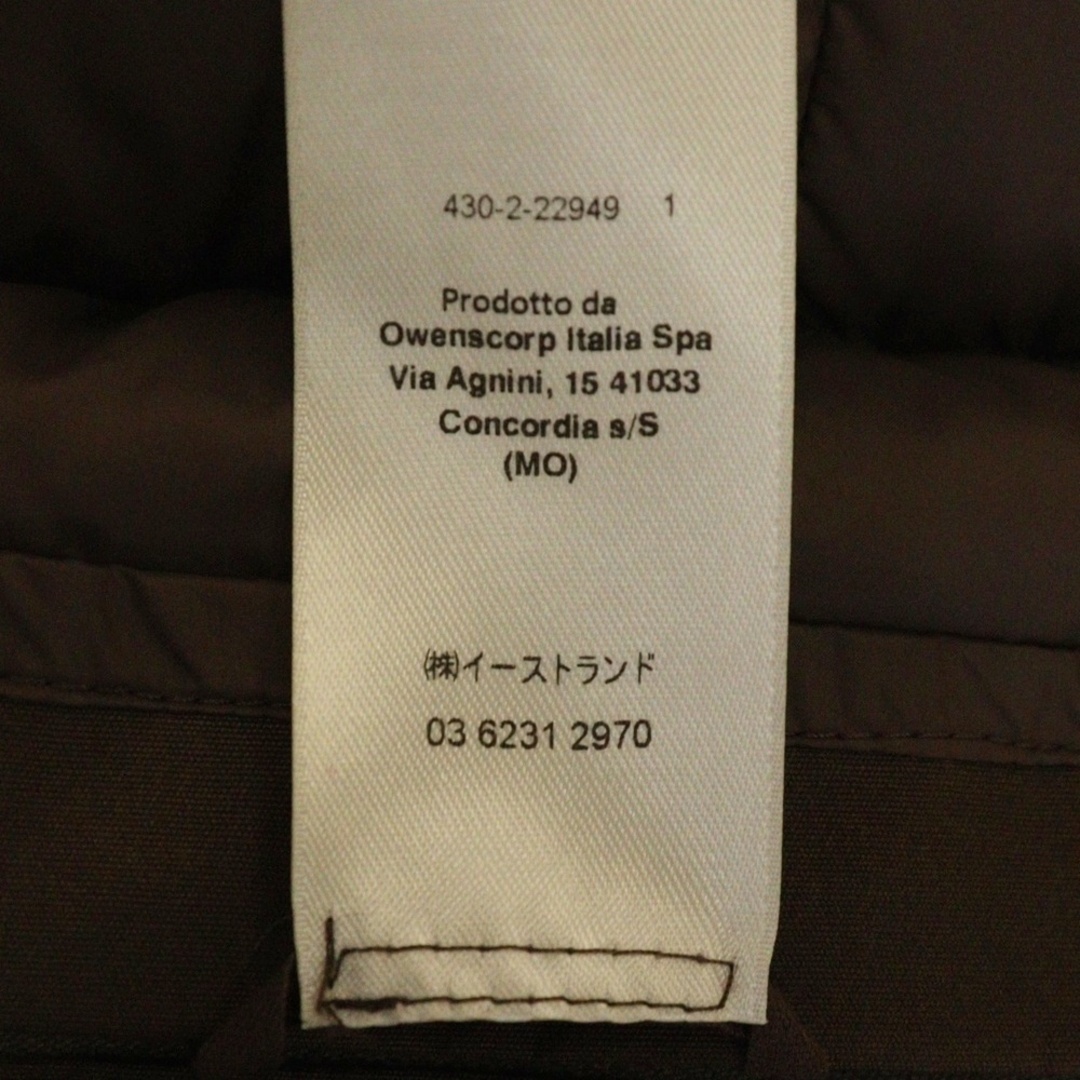 430-2-22949 1
Prodotto da
Owenscorp Italia Spa
Via Agnini, 15 41033
Concordia s/S
(MO)
㈱イーストランド
03 6231 2970